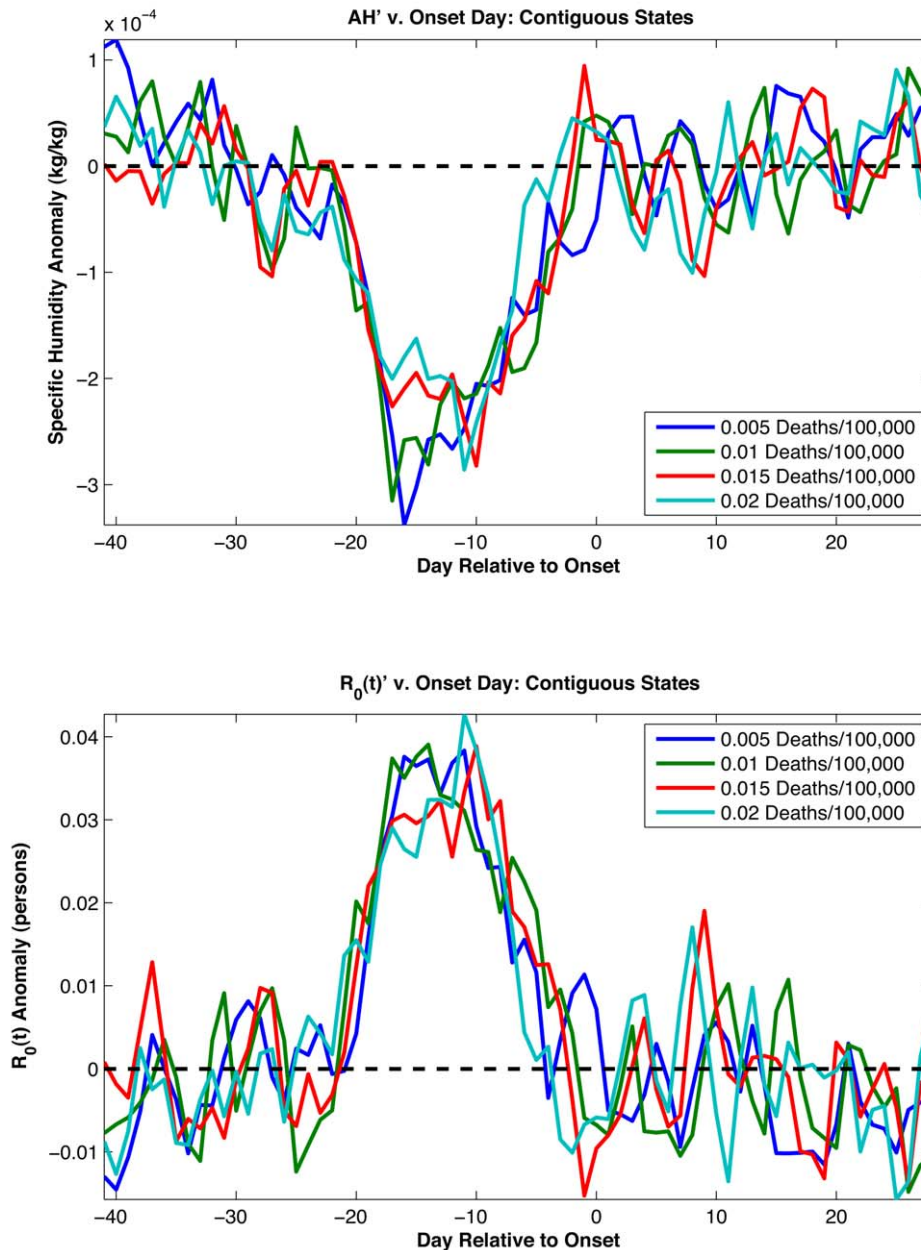 AH' v. Onset Day: Contiguous States
x 10⁻⁴
1
0
−1
−2
−3
Specific Humidity Anomaly (kg/kg)
0.005 Deaths/100,000
0.01 Deaths/100,000
0.015 Deaths/100,000
0.02 Deaths/100,000
−40 −30 −20 −10 0 10 20
Day Relative to Onset
R₀(t)' v. Onset Day: Contiguous States
0.04
0.03
0.02
0.01
0
−0.01
R₀(t) Anomaly (persons)
0.005 Deaths/100,000
0.01 Deaths/100,000
0.015 Deaths/100,000
0.02 Deaths/100,000
−40 −30 −20 −10 0 10 20
Day Relative to Onset